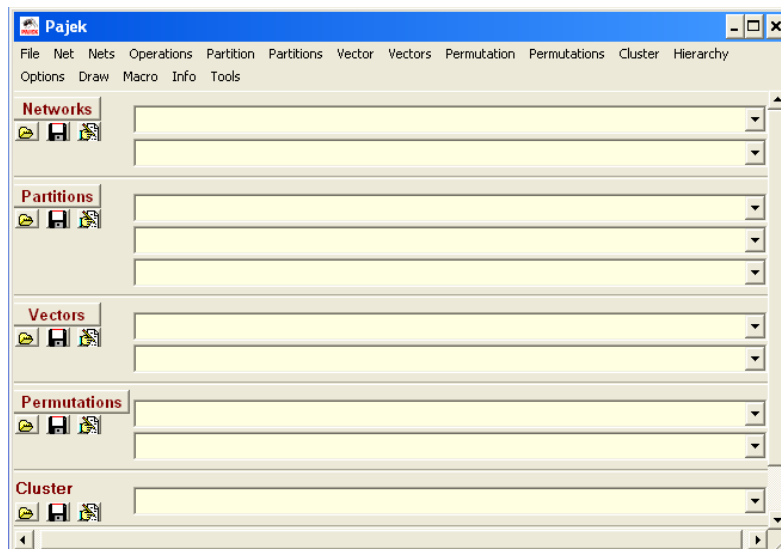 Pajek
File Net Nets Operations Partition Partitions Vector Vectors Permutation Permutations Cluster Hierarchy
Options Draw Macro Info Tools
Networks
Partitions
Vectors
Permutations
Cluster